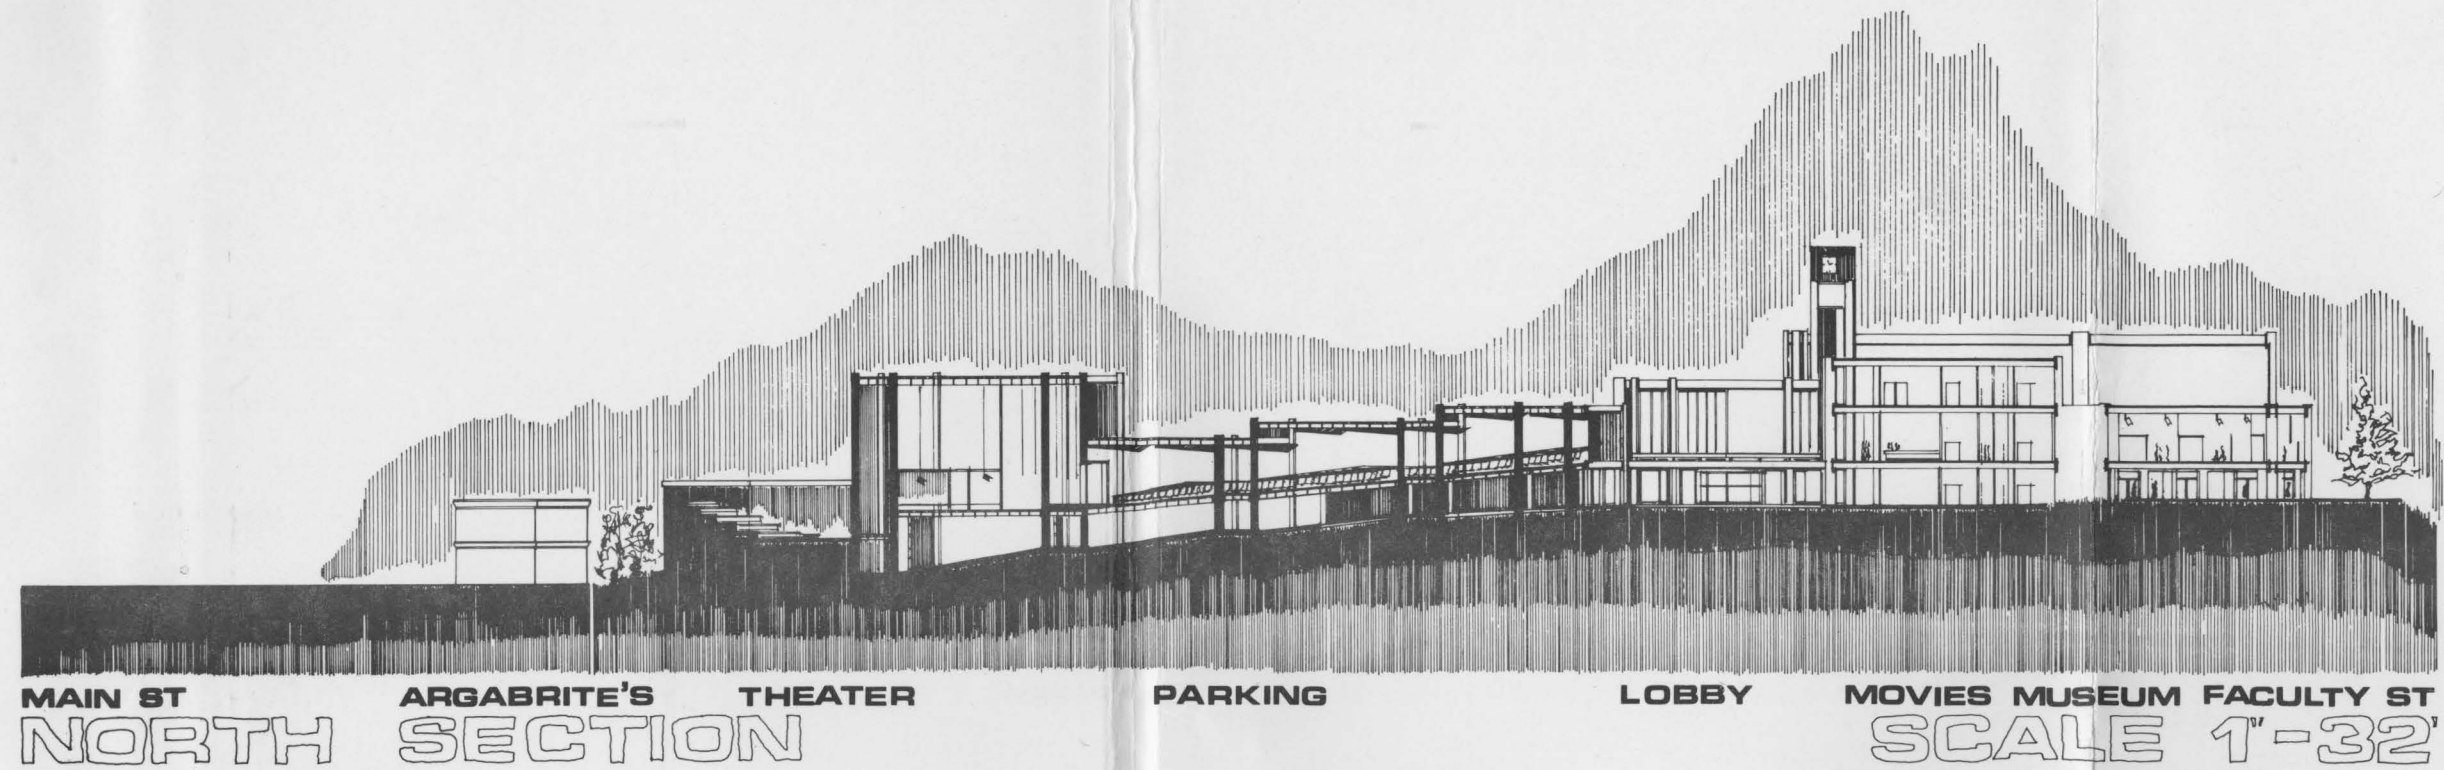 MAIN ST ARGABRITE'S THEATER PARKING LOBBY MOVIES MUSEUM FACULTY ST
NORTH SECTION SCALE 1"-32'